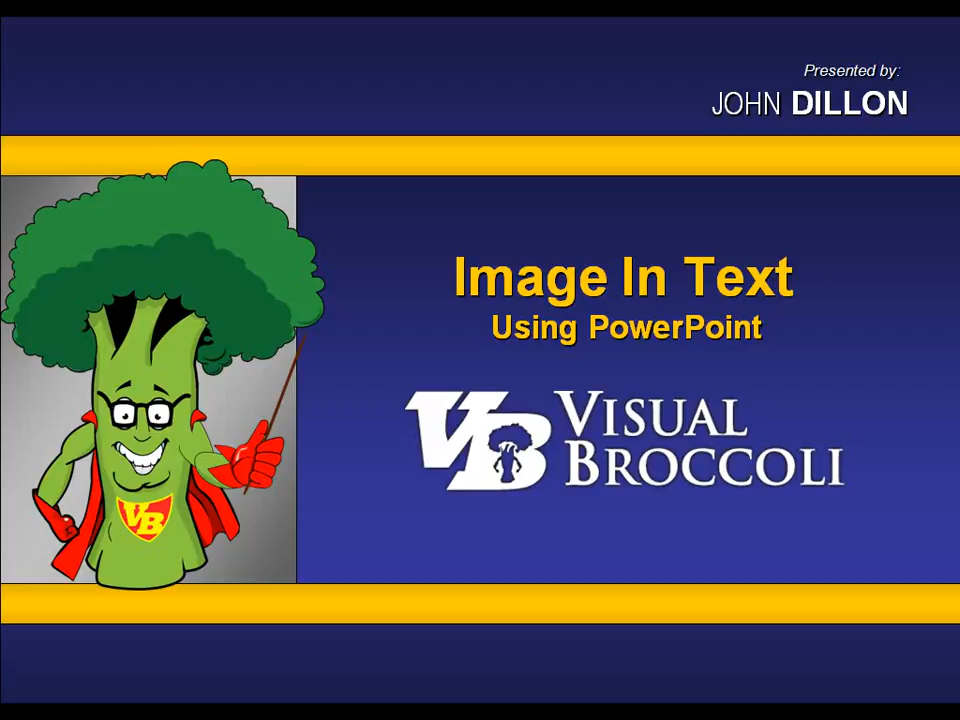 Presented by:
JOHN DILLON
Image In Text
Using PowerPoint
VB VISUAL
BROCCOLI
VB